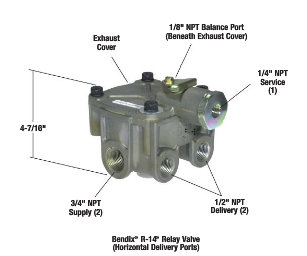 1/8" NPT Balance Port
(Beneath Exhaust Cover)
Exhaust
Cover
1/4" NPT
Service
(1)
4-7/16"
3/4" NPT
Supply (2)
1/2" NPT
Delivery (2)
Bendix® R-14® Relay Valve
(Horizontal Delivery Ports)